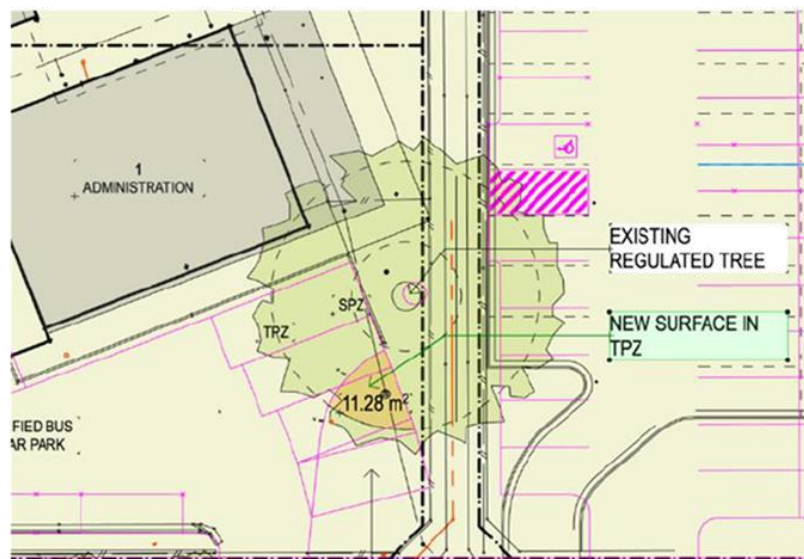 1
ADMINISTRATION
EXISTING
REGULATED TREE
SPZ
TPZ
NEW SURFACE IN
TPZ
11.28 m²
FIED BUS
AR PARK